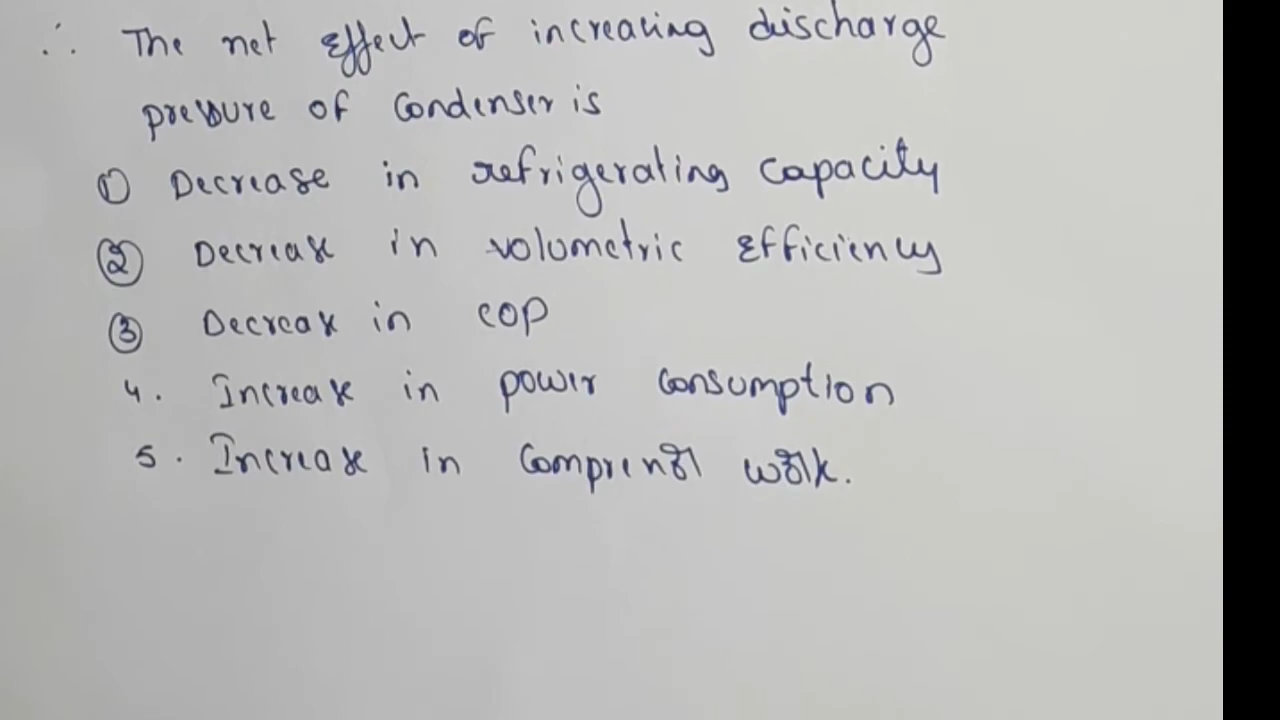 ∴ The net Effect of increasing discharge
pressure of Condenser is
① Decrease in refrigerating capacity
② Decrease in volumetric Efficiency
③ Decrease in COP
4. Increase in power Consumption
5. Increase in Compressor work.